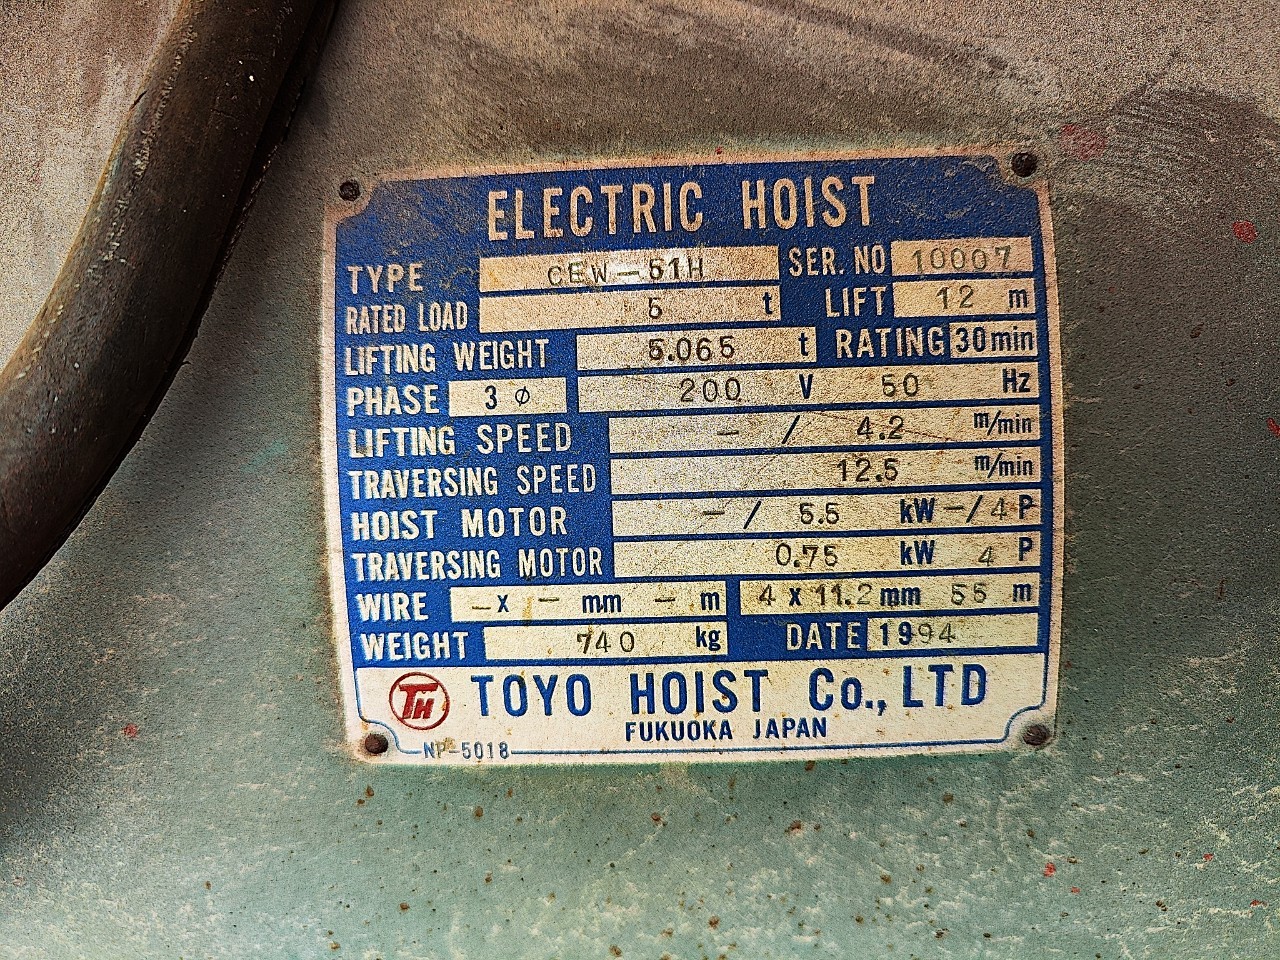 ELECTRIC HOIST
TYPE cEW-51H SER. NO 10007
RATED LOAD 5 t LIFT 12 m
LIFTING WEIGHT 5.065 t RATING 30min
PHASE 3 φ 200 V 50 Hz
LIFTING SPEED - / 4.2 m/min
TRAVERSING SPEED 12.5 m/min
HOIST MOTOR - / 5.5 kW -/4 P
TRAVERSING MOTOR 0.75 kW 4 P
WIRE -x - mm - m 4 x 11.2 mm 55 m
WEIGHT 740 kg DATE 1994
TH TOYO HOIST Co., LTD
FUKUOKA JAPAN
NP-5018